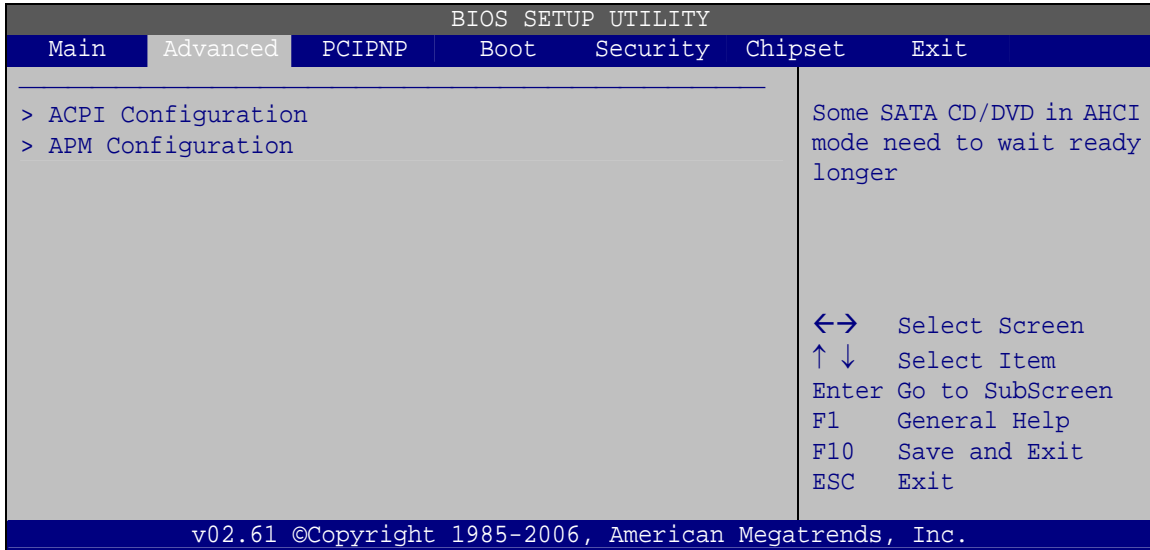 BIOS SETUP UTILITY
Main Advanced PCIPNP Boot Security Chipset Exit
> ACPI Configuration
> APM Configuration
Some SATA CD/DVD in AHCI
mode need to wait ready
longer
←→ Select Screen
↑ ↓ Select Item
Enter Go to SubScreen
F1 General Help
F10 Save and Exit
ESC Exit
v02.61 ©Copyright 1985-2006, American Megatrends, Inc.